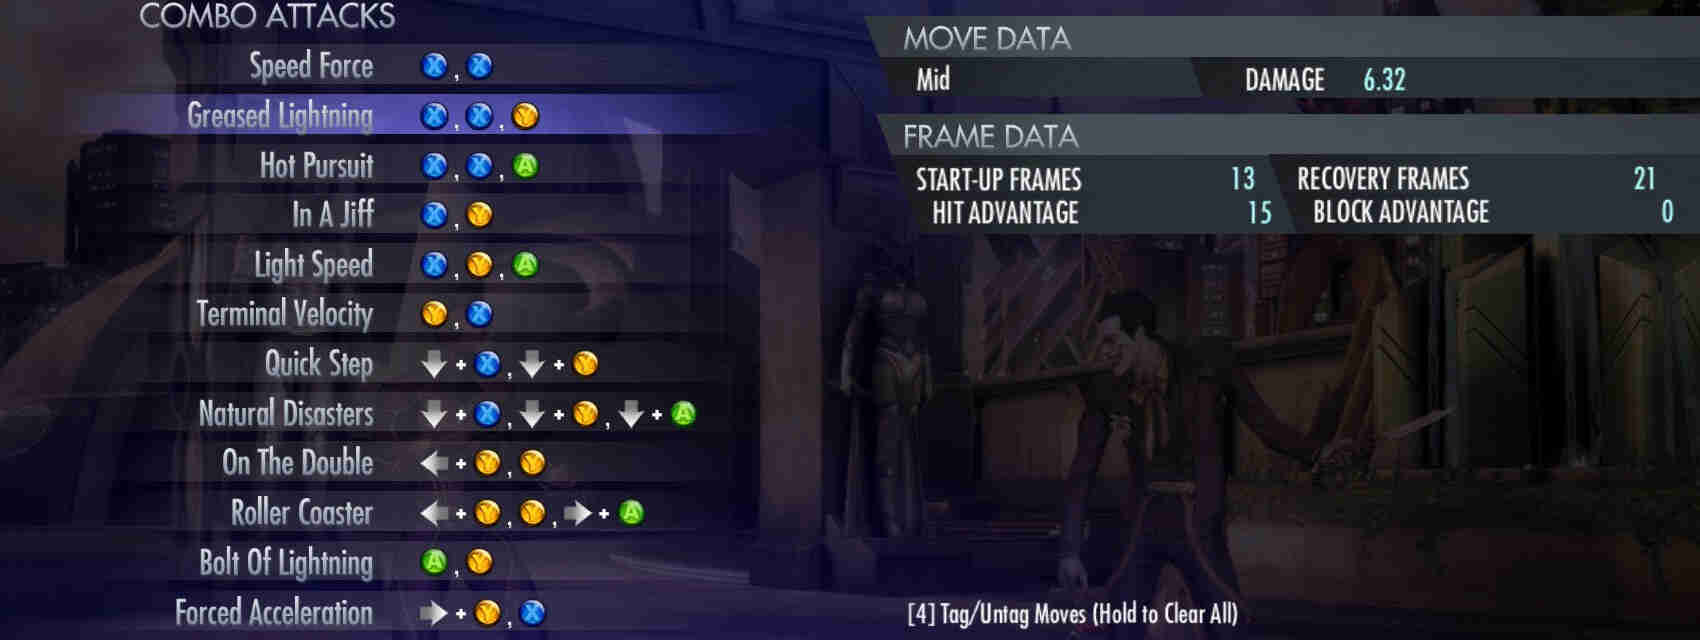 COMBO ATTACKS
Speed Force X , X
Greased Lightning X , X , Y
Hot Pursuit X , X , A
In A Jiff X , Y
Light Speed X , Y , A
Terminal Velocity Y , X
Quick Step + X , + Y
Natural Disasters + X , + Y , + A
On The Double + Y , Y
Roller Coaster + Y , Y , + A
Bolt Of Lightning A , Y
Forced Acceleration + Y , X
MOVE DATA
Mid DAMAGE 6.32
FRAME DATA
START-UP FRAMES 13 RECOVERY FRAMES 21
HIT ADVANTAGE 15 BLOCK ADVANTAGE 0
[4] Tag/Untag Moves (Hold to Clear All)